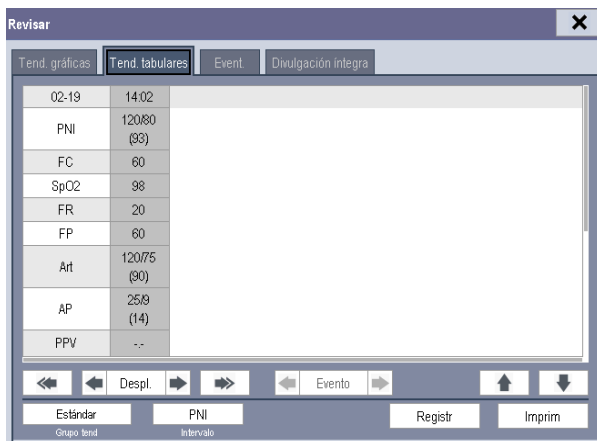 Revisar
Tend. gráficas Tend. tabulares Event. Divulgación íntegra
02-19 14:02
PNI 120/80
(93)
FC 60
SpO2 98
FR 20
FP 60
Art 120/75
(90)
AP 25/9
(14)
PPV -.-
Despl. Evento
Estándar PNI Registr Imprim
Grupo tend Intervalo